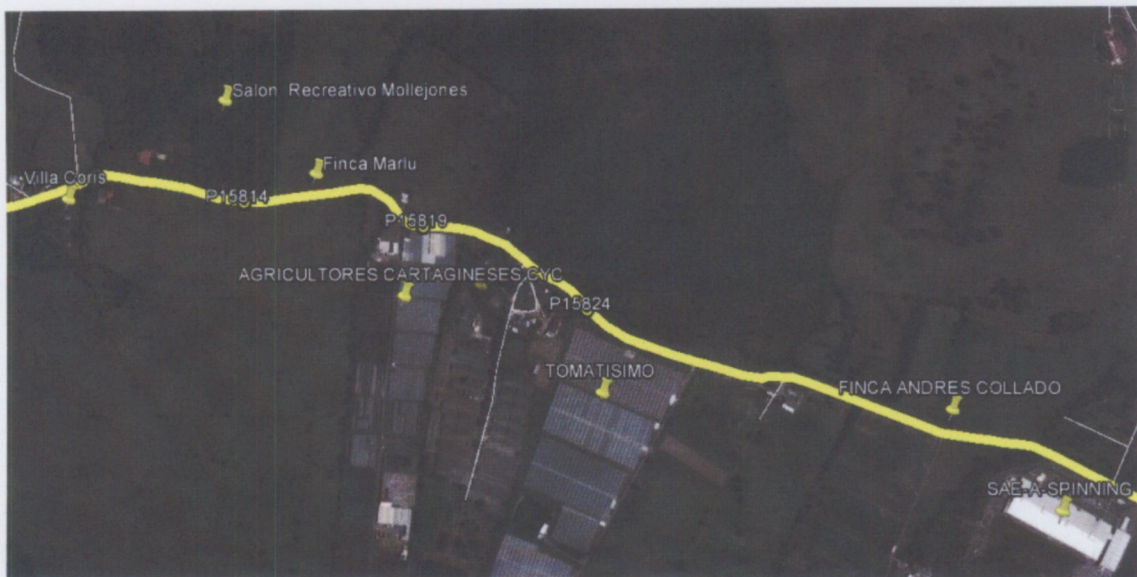 Salon Recreativo Mollejones
Finca Marlu
Villa Coris
P15814
P15819
AGRICULTORES CARTAGINESES CYC
P15824
TOMATISIMO
FINCA ANDRES COLLADO
SAE-A-SPINNING